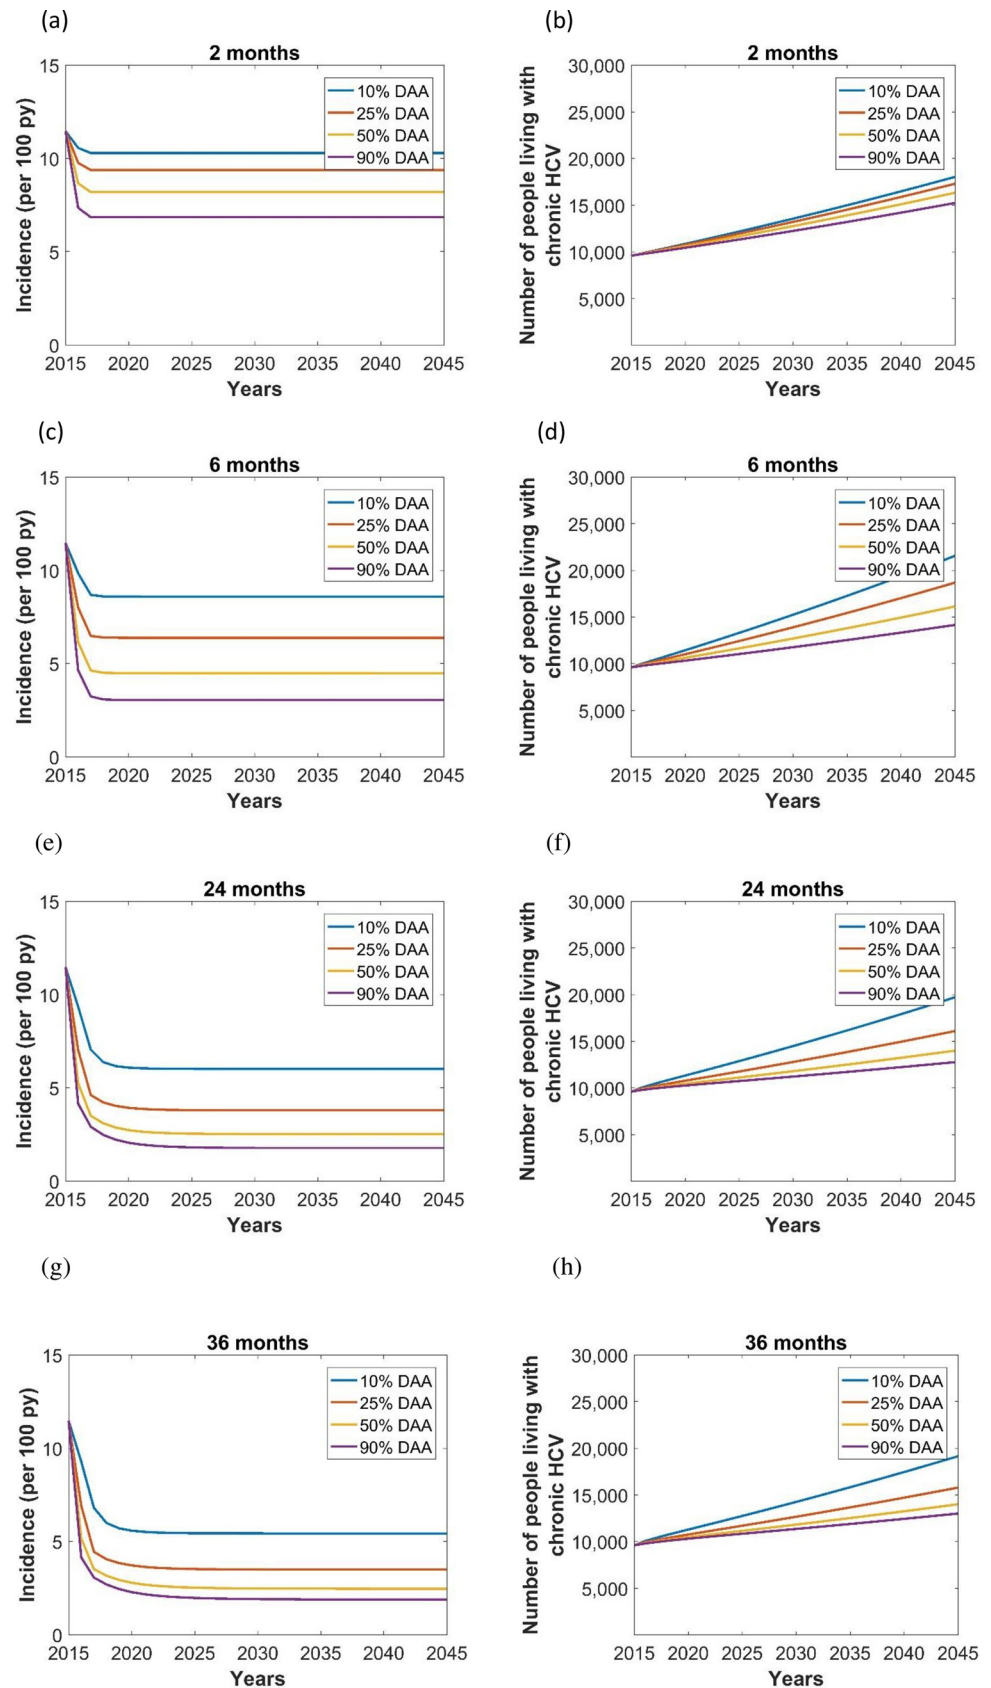 (a)
2 months
Incidence (per 100 py)
15
10
5
0
10% DAA
25% DAA
50% DAA
90% DAA
2015 2020 2025 2030 2035 2040 2045
Years
(b)
2 months
Number of people living with
chronic HCV
30,000
25,000
20,000
15,000
10,000
5,000
10% DAA
25% DAA
50% DAA
90% DAA
2015 2020 2025 2030 2035 2040 2045
Years
(c)
6 months
Incidence (per 100 py)
15
10
5
0
10% DAA
25% DAA
50% DAA
90% DAA
2015 2020 2025 2030 2035 2040 2045
Years
(d)
6 months
Number of people living with
chronic HCV
30,000
25,000
20,000
15,000
10,000
5,000
10% DAA
25% DAA
50% DAA
90% DAA
2015 2020 2025 2030 2035 2040 2045
Years
(e)
24 months
Incidence (per 100 py)
15
10
5
0
10% DAA
25% DAA
50% DAA
90% DAA
2015 2020 2025 2030 2035 2040 2045
Years
(f)
24 months
Number of people living with
chronic HCV
30,000
25,000
20,000
15,000
10,000
5,000
10% DAA
25% DAA
50% DAA
90% DAA
2015 2020 2025 2030 2035 2040 2045
Years
(g)
36 months
Incidence (per 100 py)
15
10
5
0
10% DAA
25% DAA
50% DAA
90% DAA
2015 2020 2025 2030 2035 2040 2045
Years
(h)
36 months
Number of people living with
chronic HCV
30,000
25,000
20,000
15,000
10,000
5,000
10% DAA
25% DAA
50% DAA
90% DAA
2015 2020 2025 2030 2035 2040 2045
Years